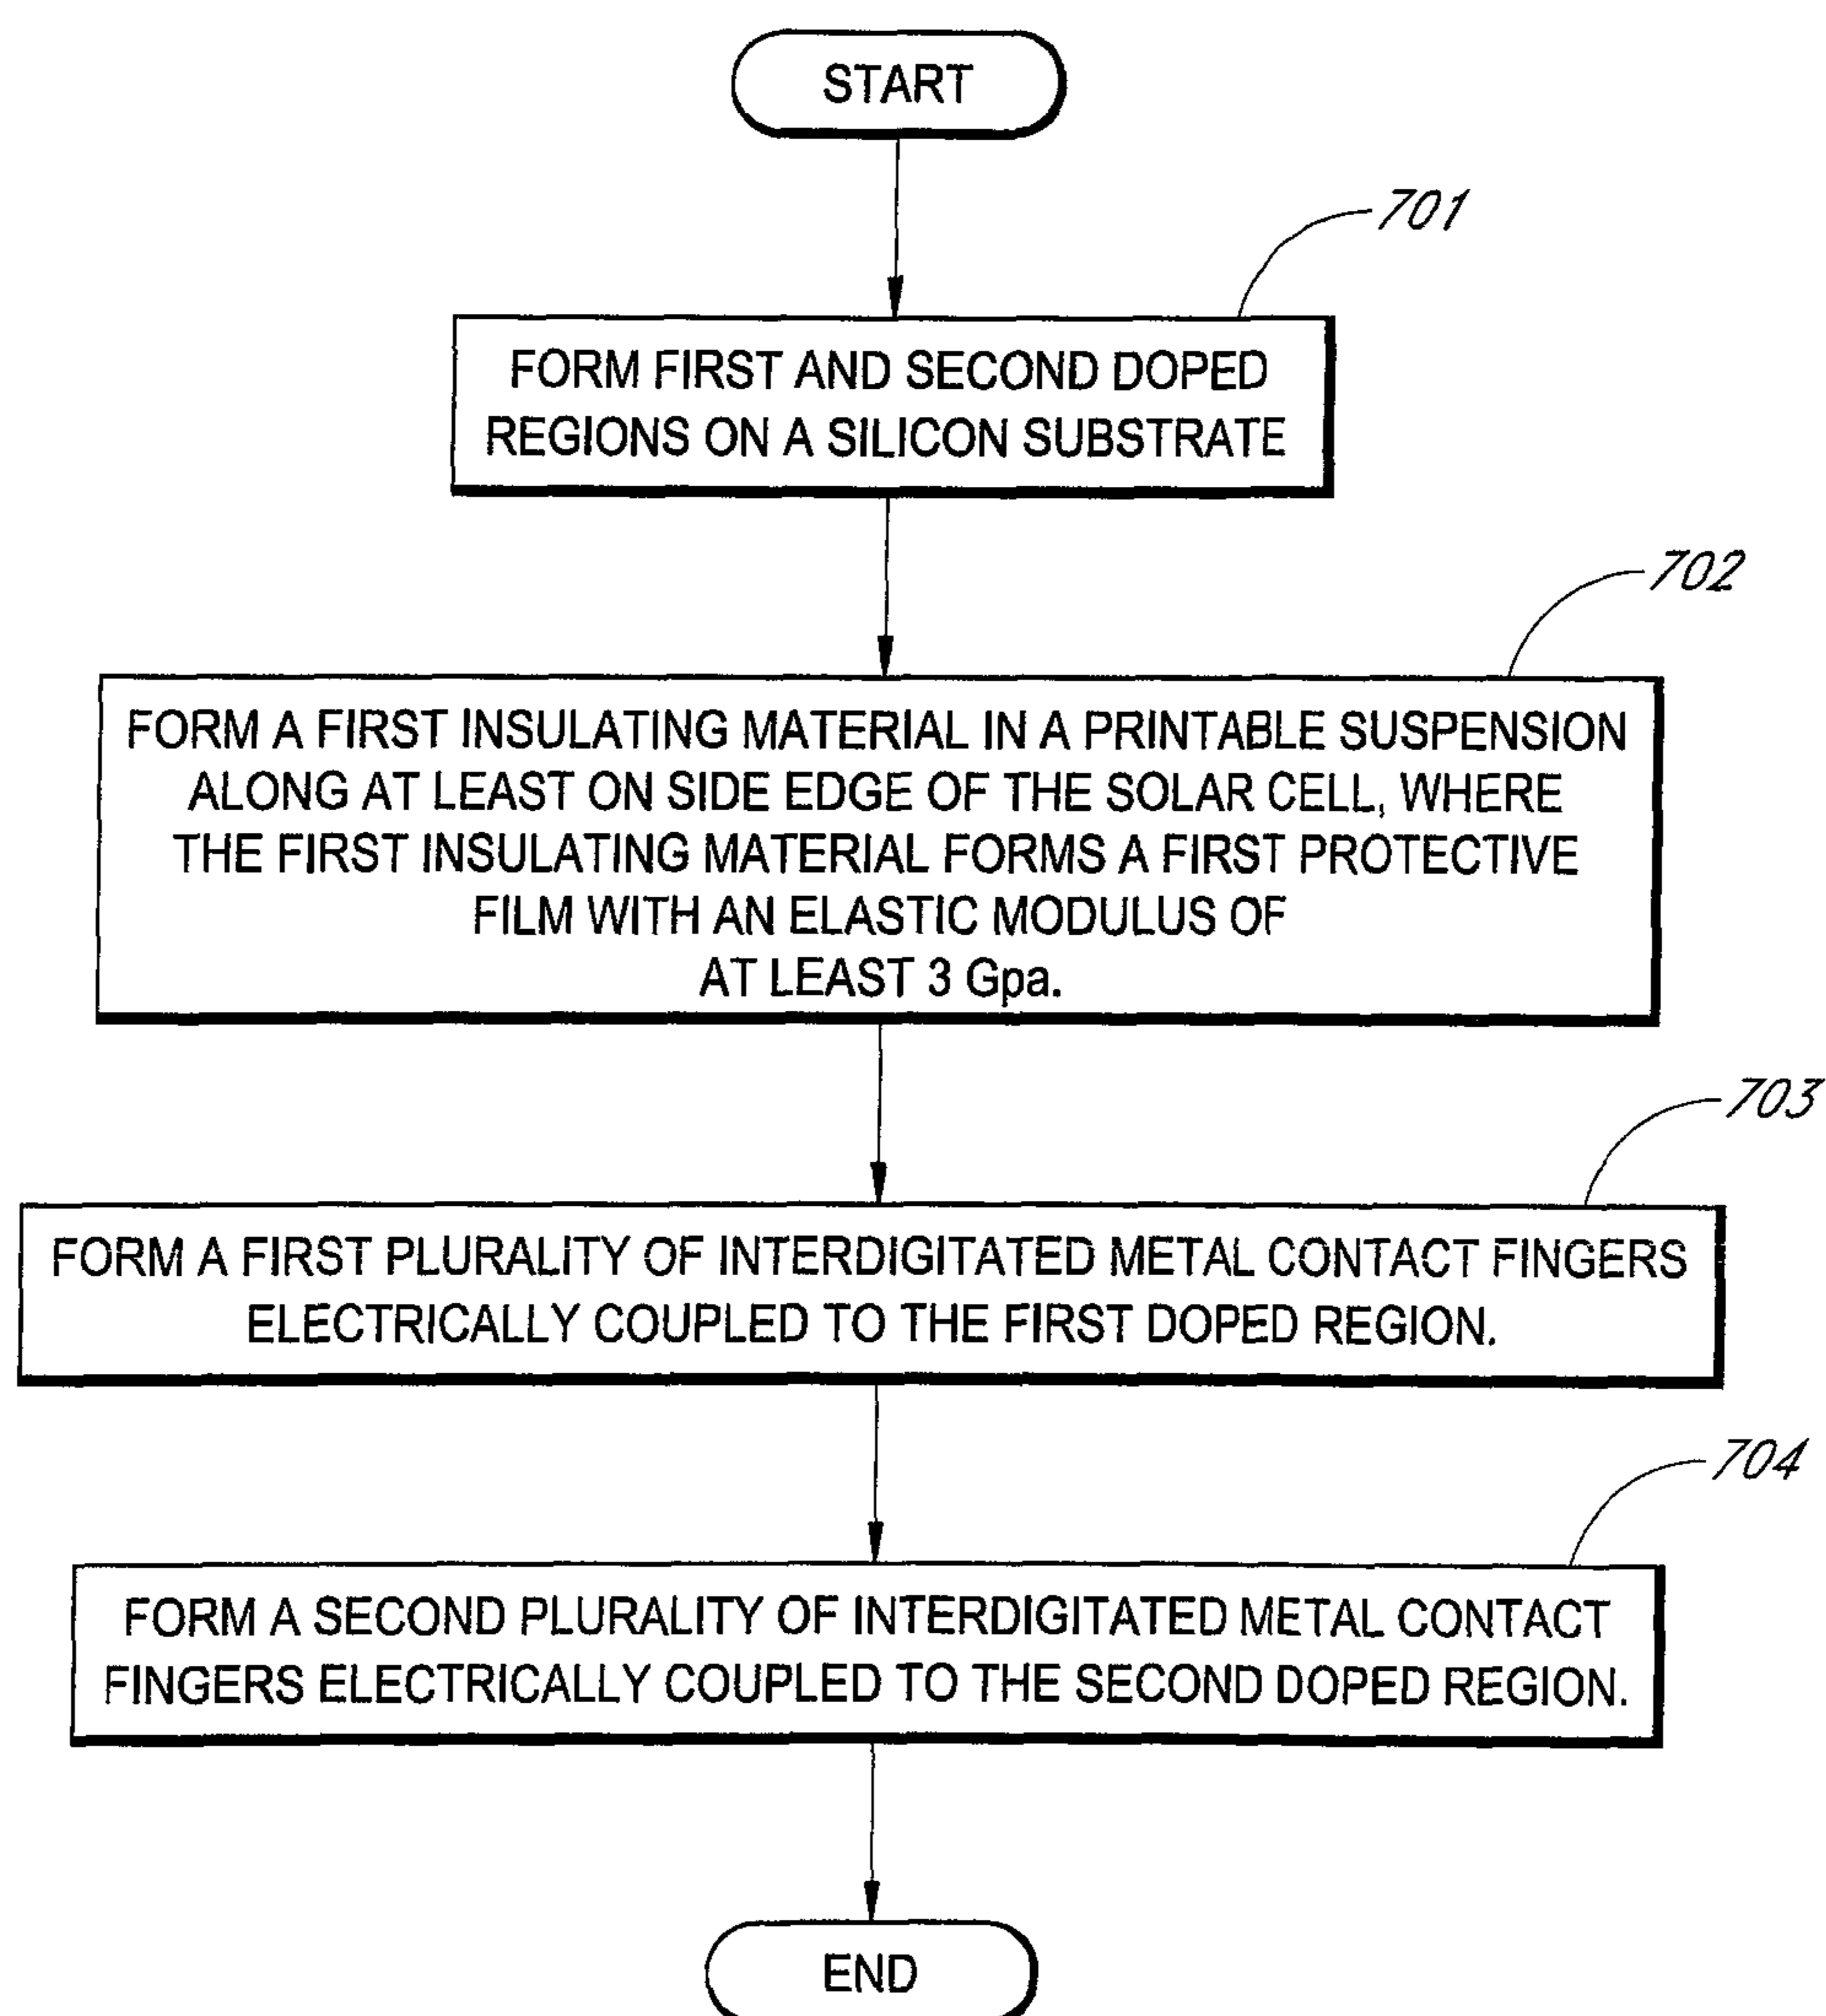 START
701
FORM FIRST AND SECOND DOPED
REGIONS ON A SILICON SUBSTRATE
702
FORM A FIRST INSULATING MATERIAL IN A PRINTABLE SUSPENSION
ALONG AT LEAST ON SIDE EDGE OF THE SOLAR CELL, WHERE
THE FIRST INSULATING MATERIAL FORMS A FIRST PROTECTIVE
FILM WITH AN ELASTIC MODULUS OF
AT LEAST 3 Gpa.
703
FORM A FIRST PLURALITY OF INTERDIGITATED METAL CONTACT FINGERS
ELECTRICALLY COUPLED TO THE FIRST DOPED REGION.
704
FORM A SECOND PLURALITY OF INTERDIGITATED METAL CONTACT
FINGERS ELECTRICALLY COUPLED TO THE SECOND DOPED REGION.
END